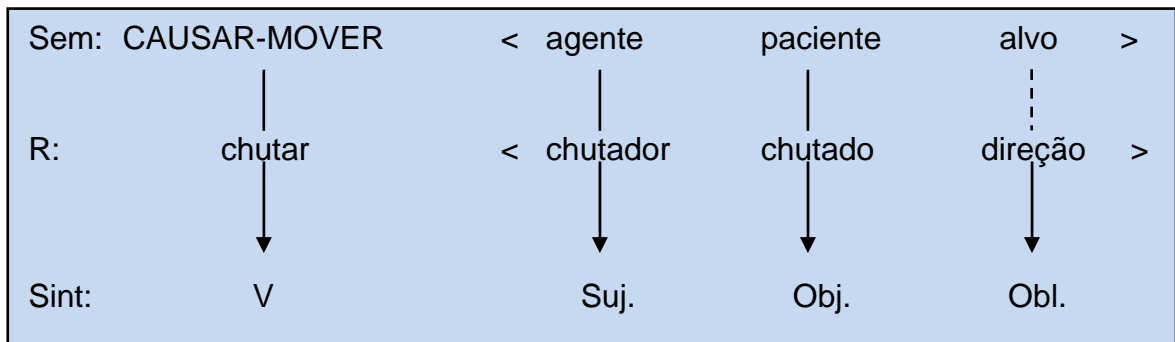 Sem: CAUSAR-MOVER < agente paciente alvo >
R: chutar < chutador chutado direção >
Sint: V Suj. Obj. Obl.